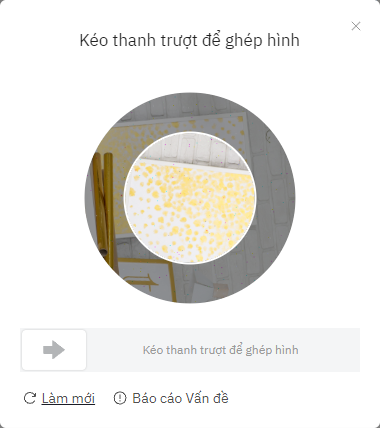 Kéo thanh trượt để ghép hình
Kéo thanh trượt để ghép hình
Làm mới
Báo cáo Vấn đề